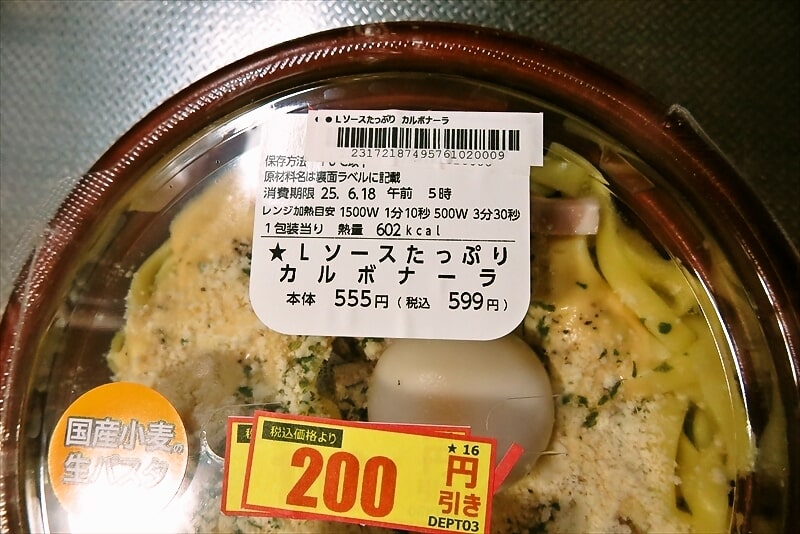 ●Lソースたっぷり カルボナーラ
23172187495761020009
保存方法
原材料名は裏面ラベルに記載
消費期限 25. 6.18 午前 5時
レンジ加熱目安 1500W 1分10秒 500W 3分30秒
1包装当り 熱量 602kcal
★Lソースたっぷり
カルボナーラ
本体 555円(税込 599円)
国産小麦の
生パスタ
税込価格より
★16
200円
引き
DEPT03